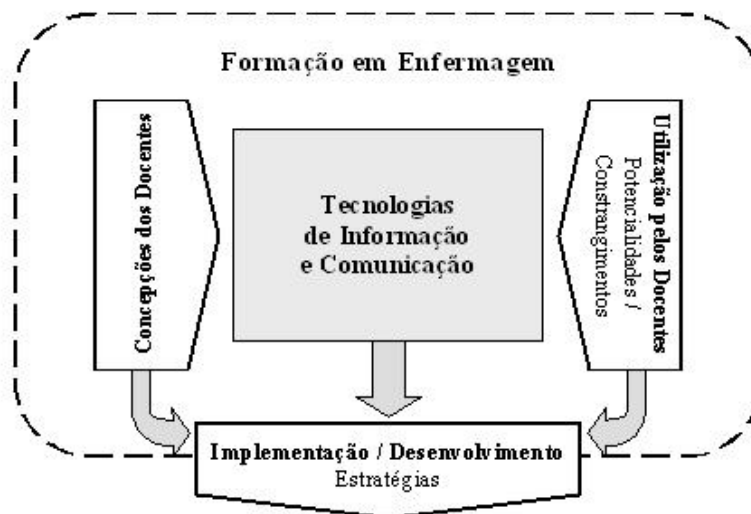 Formação em Enfermagem
Concepções dos Docentes
Tecnologias
de Informação
e Comunicação
Utilização pelos Docentes
Potencialidades /
Constrangimentos
Implementação / Desenvolvimento
Estratégias